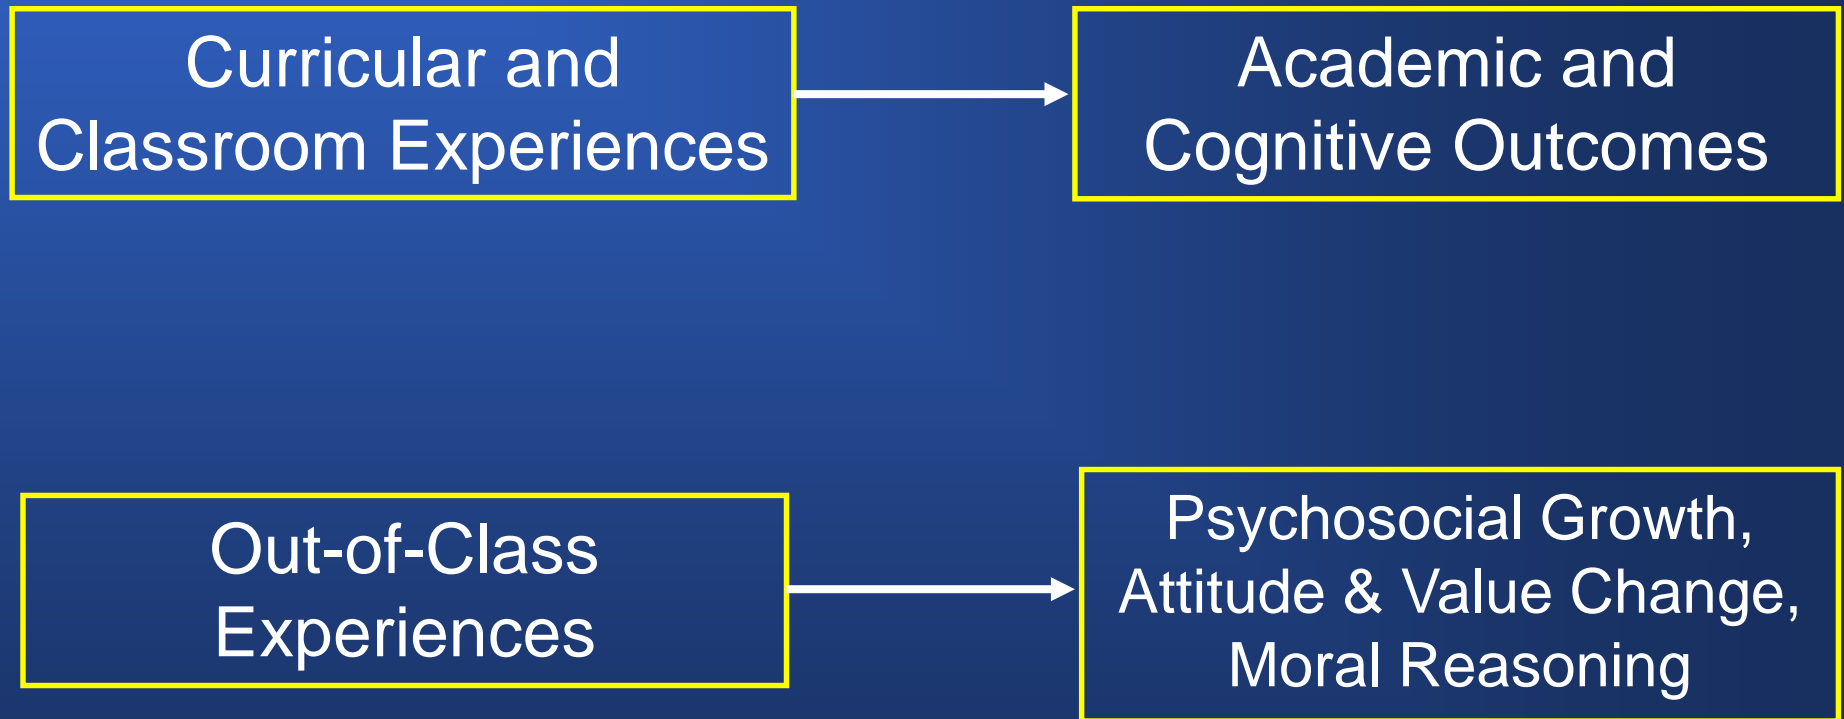 Curricular and
Classroom Experiences
Academic and
Cognitive Outcomes
Out-of-Class
Experiences
Psychosocial Growth,
Attitude & Value Change,
Moral Reasoning